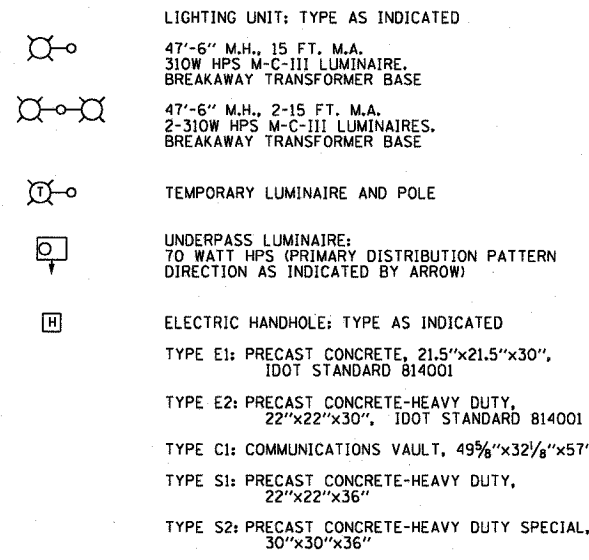 LIGHTING UNIT: TYPE AS INDICATED
47'-6" M.H., 15 FT. M.A.
310W HPS M-C-III LUMINAIRE.
BREAKAWAY TRANSFORMER BASE
47'-6" M.H., 2-15 FT. M.A.
2-310W HPS M-C-III LUMINAIRES.
BREAKAWAY TRANSFORMER BASE
T
TEMPORARY LUMINAIRE AND POLE
UNDERPASS LUMINAIRE:
70 WATT HPS (PRIMARY DISTRIBUTION PATTERN
DIRECTION AS INDICATED BY ARROW)
H
ELECTRIC HANDHOLE: TYPE AS INDICATED
TYPE E1: PRECAST CONCRETE, 21.5"x21.5"x30",
IDOT STANDARD 814001
TYPE E2: PRECAST CONCRETE-HEAVY DUTY,
22"x22"x30", IDOT STANDARD 814001
TYPE C1: COMMUNICATIONS VAULT, 49⅝"x32⅛"x57'
TYPE S1: PRECAST CONCRETE-HEAVY DUTY,
22"x22"x36"
TYPE S2: PRECAST CONCRETE-HEAVY DUTY SPECIAL,
30"x30"x36"